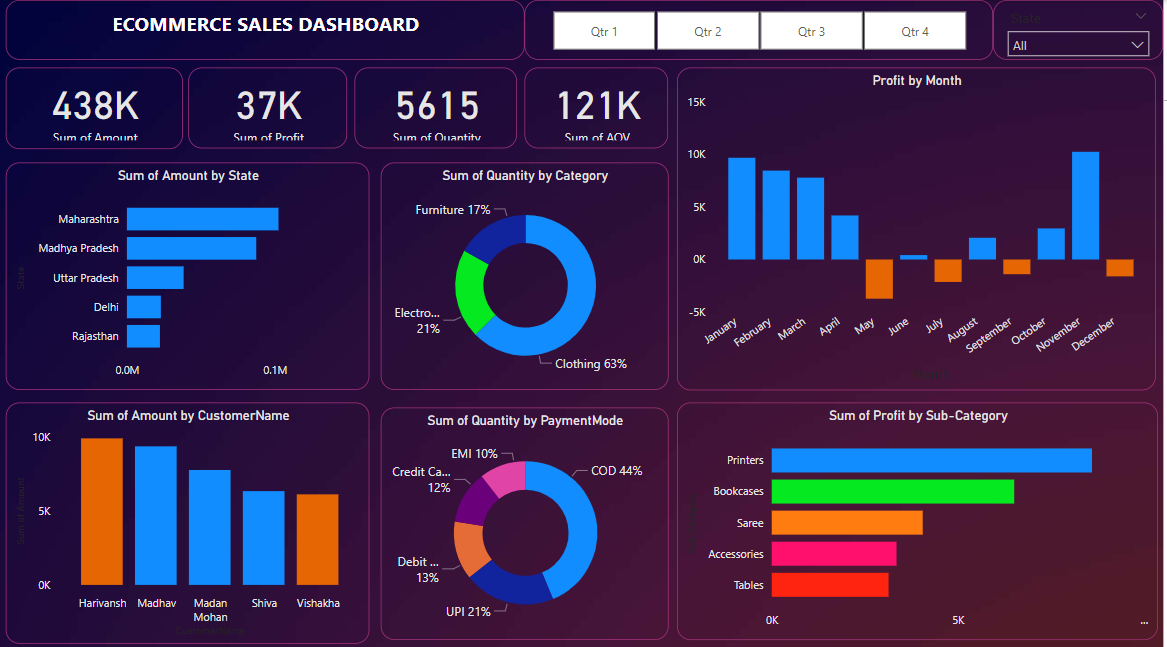 ECOMMERCE SALES DASHBOARD
Qtr 1
Qtr 2
Qtr 3
Qtr 4
State
All
438K
Sum of Amount
37K
Sum of Profit
5615
Sum of Quantity
121K
Sum of AOV
Profit by Month
15K
10K
5K
0K
-5K
January
February
March
April
May
June
July
August
September
October
November
December
Sum of Amount by State
State
Maharashtra
Madhya Pradesh
Uttar Pradesh
Delhi
Rajasthan
0.0M
0.1M
Sum of Quantity by Category
Furniture 17%
Electro...
21%
Clothing 63%
Sum of Amount by CustomerName
Sum of Amount
10K
5K
0K
Harivansh
Madhav
Madan
Mohan
Shiva
Vishakha
CustomerName
Sum of Quantity by PaymentMode
EMI 10%
Credit Ca...
12%
Debit ...
13%
UPI 21%
COD 44%
Sum of Profit by Sub-Category
Printers
Bookcases
Saree
Accessories
Tables
0K
5K
...